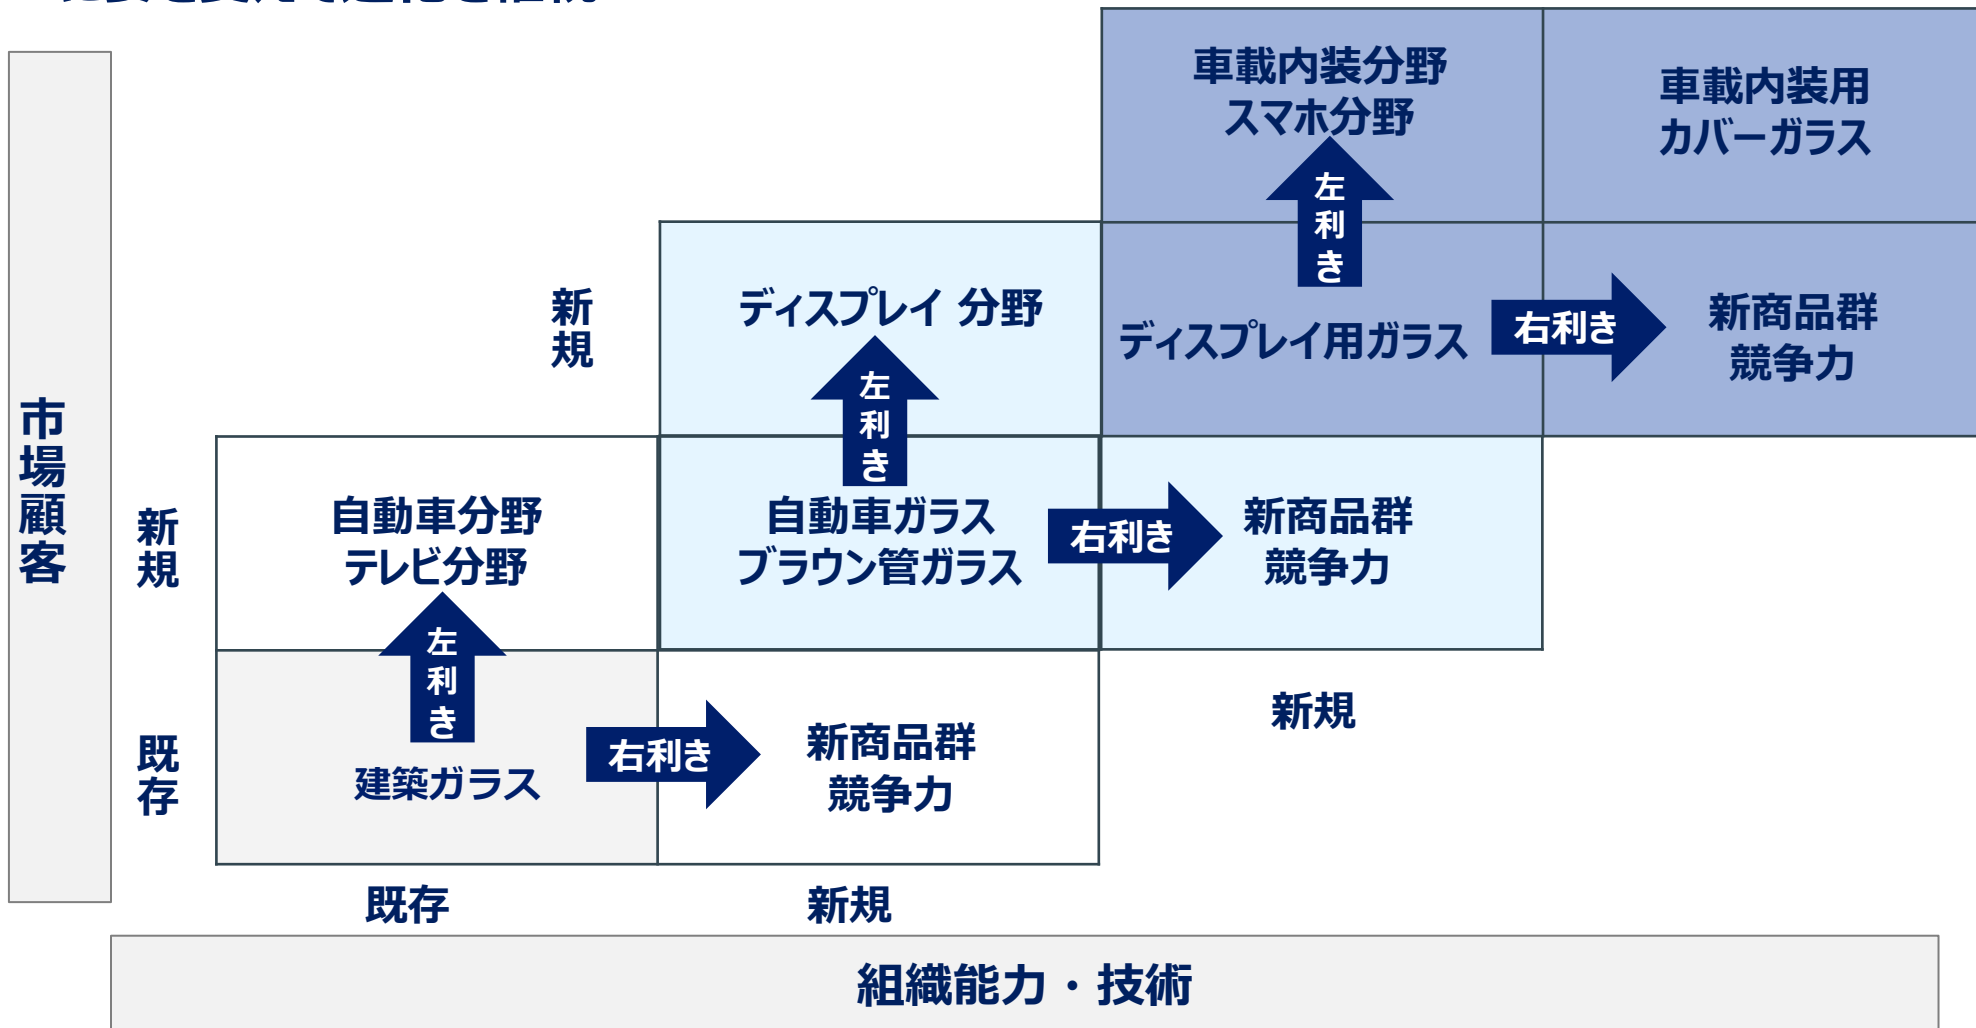 車載内装分野
スマホ分野
車載内装用
カバーガラス
左利き
新規
ディスプレイ 分野
ディスプレイ用ガラス
右利き
新商品群
競争力
左利き
市場顧客
新規
自動車分野
テレビ分野
自動車ガラス
ブラウン管ガラス
右利き
新商品群
競争力
左利き
既存
建築ガラス
右利き
新商品群
競争力
新規
既存
新規
組織能力・技術